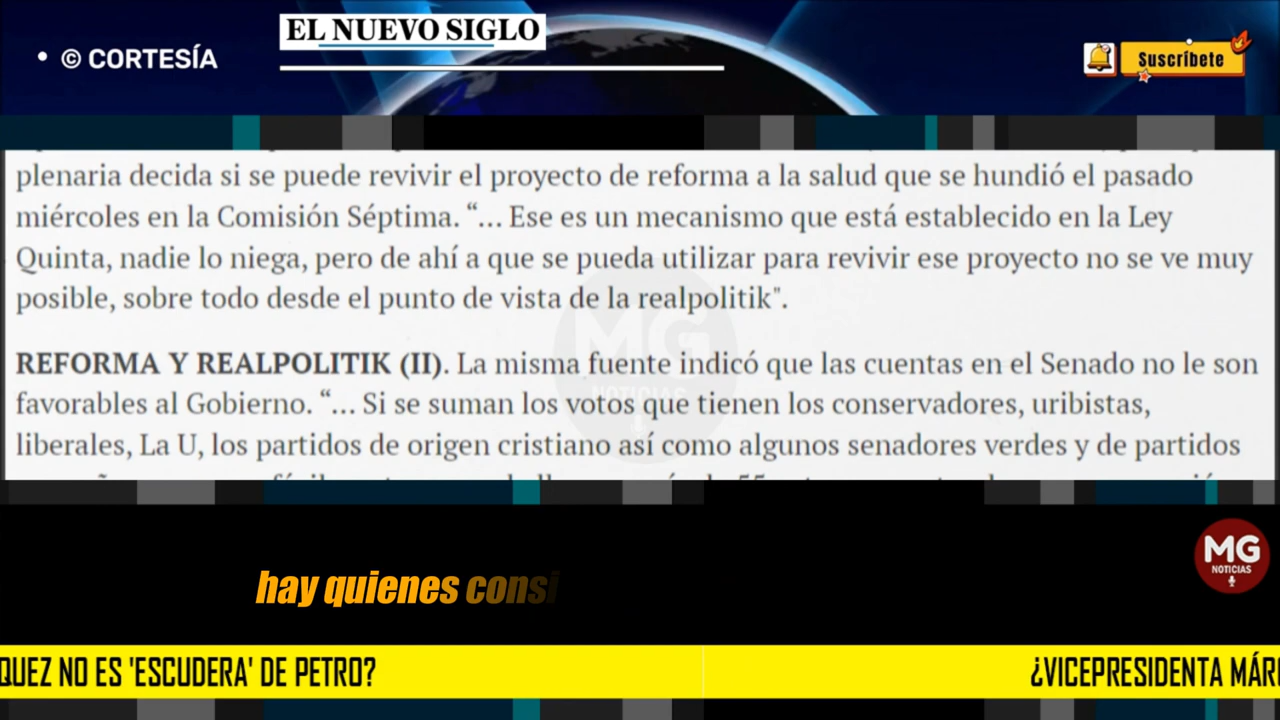 • © CORTESÍA
EL NUEVO SIGLO
Suscríbete
plenaria decida si se puede revivir el proyecto de reforma a la salud que se hundió el pasado
miércoles en la Comisión Séptima. “… Ese es un mecanismo que está establecido en la Ley
Quinta, nadie lo niega, pero de ahí a que se pueda utilizar para revivir ese proyecto no se ve muy
posible, sobre todo desde el punto de vista de la realpolitik".
REFORMA Y REALPOLITIK (II). La misma fuente indicó que las cuentas en el Senado no le son
favorables al Gobierno. “… Si se suman los votos que tienen los conservadores, uribistas,
liberales, La U, los partidos de origen cristiano así como algunos senadores verdes y de partidos
MG
NOTICIAS
MG
NOTICIAS
hay quienes consi
QUEZ NO ES 'ESCUDERA' DE PETRO?
¿VICEPRESIDENTA MÁR